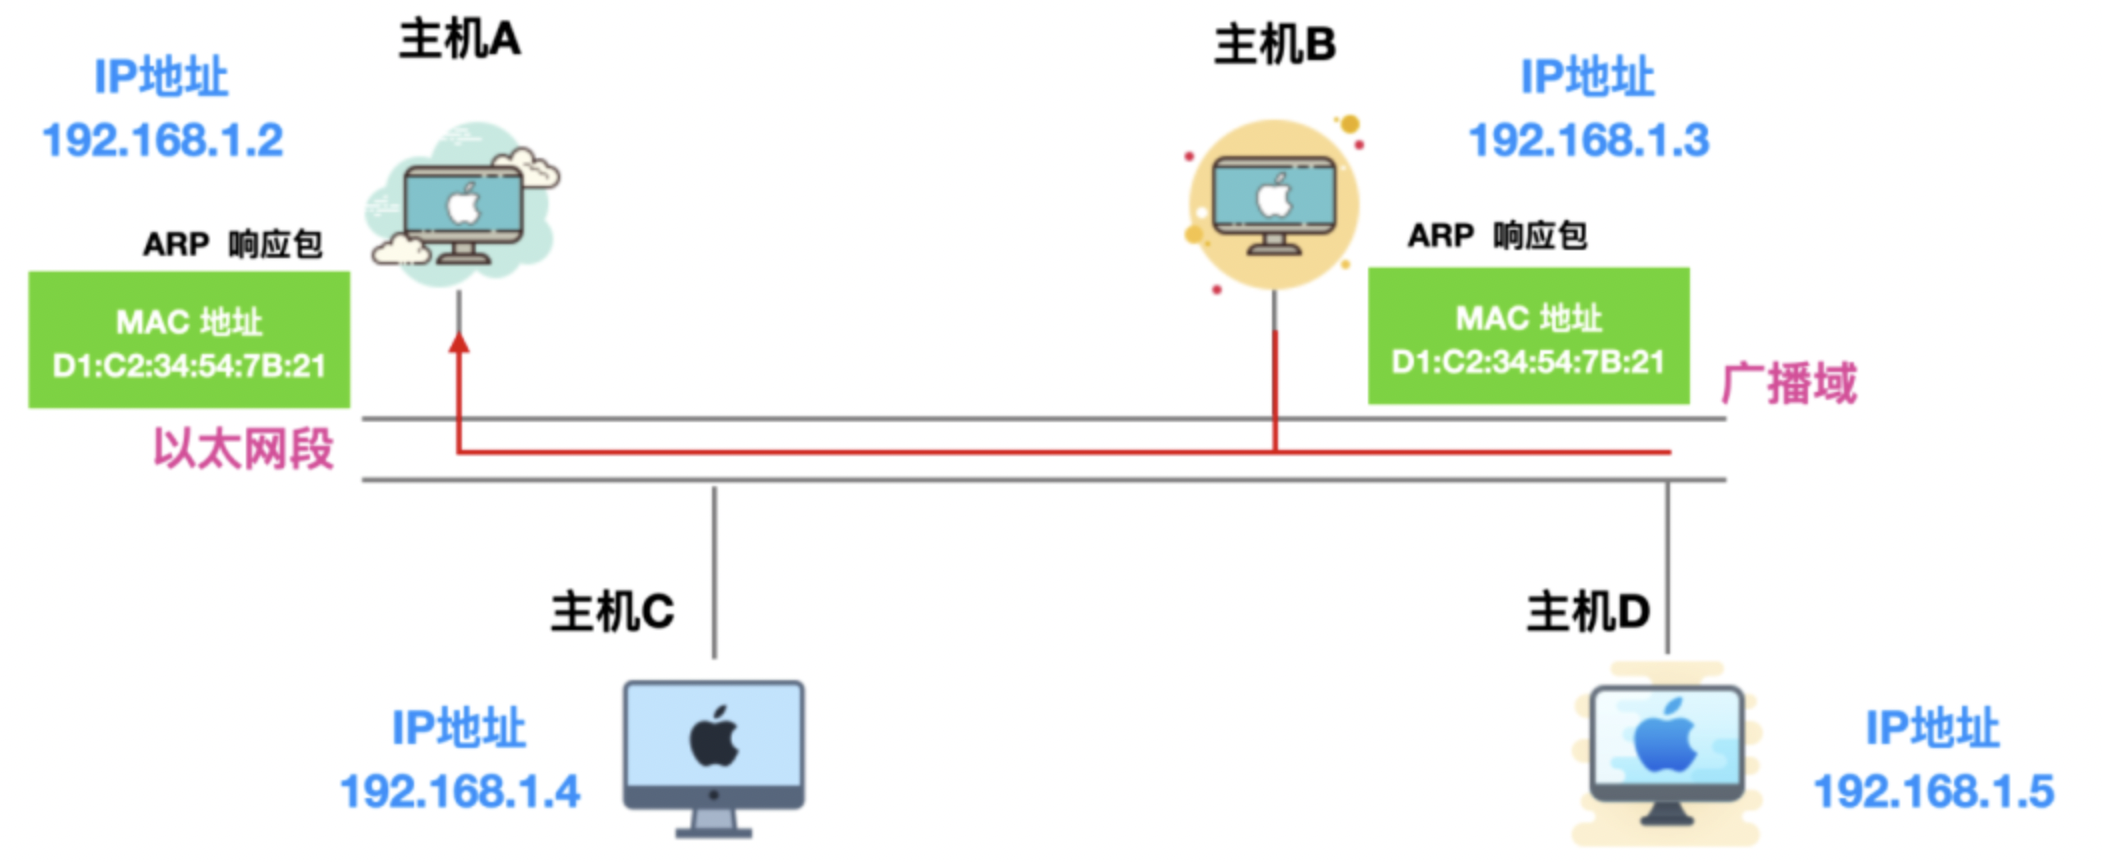 主机A
IP地址
192.168.1.2
ARP 响应包
MAC 地址
D1:C2:34:54:7B:21
以太网段
主机B
IP地址
192.168.1.3
ARP 响应包
MAC 地址
D1:C2:34:54:7B:21
广播域
主机C
IP地址
192.168.1.4
主机D
IP地址
192.168.1.5